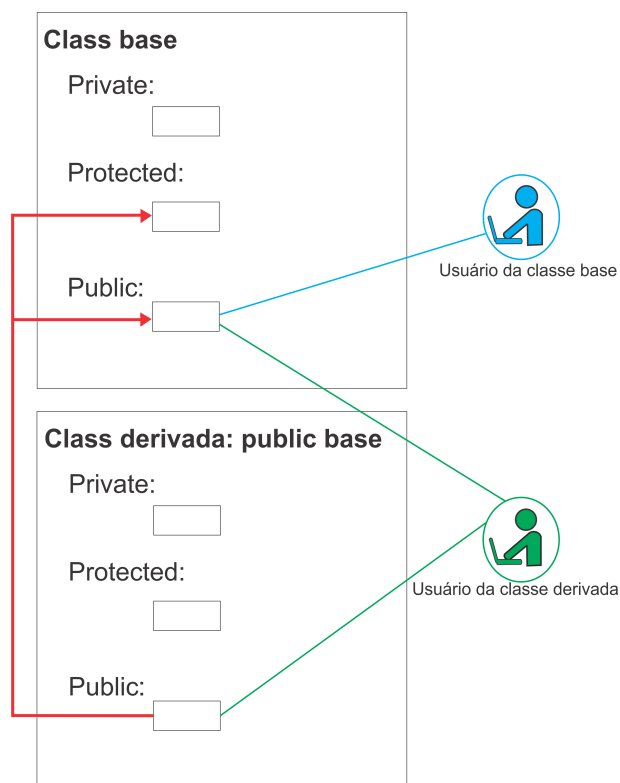 Class base
Private:
Protected:
Usuário da classe base
Public:
Class derivada: public base
Private:
Protected:
Usuário da classe derivada
Public: